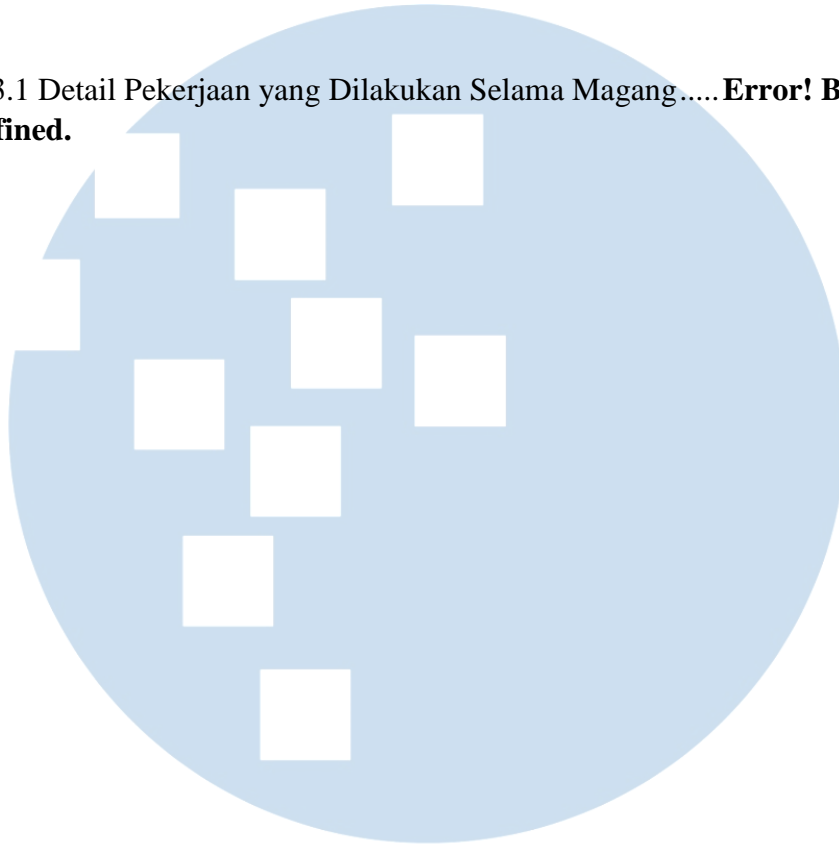 3.1 Detail Pekerjaan yang Dilakukan Selama Magang.....Error! B
fined.